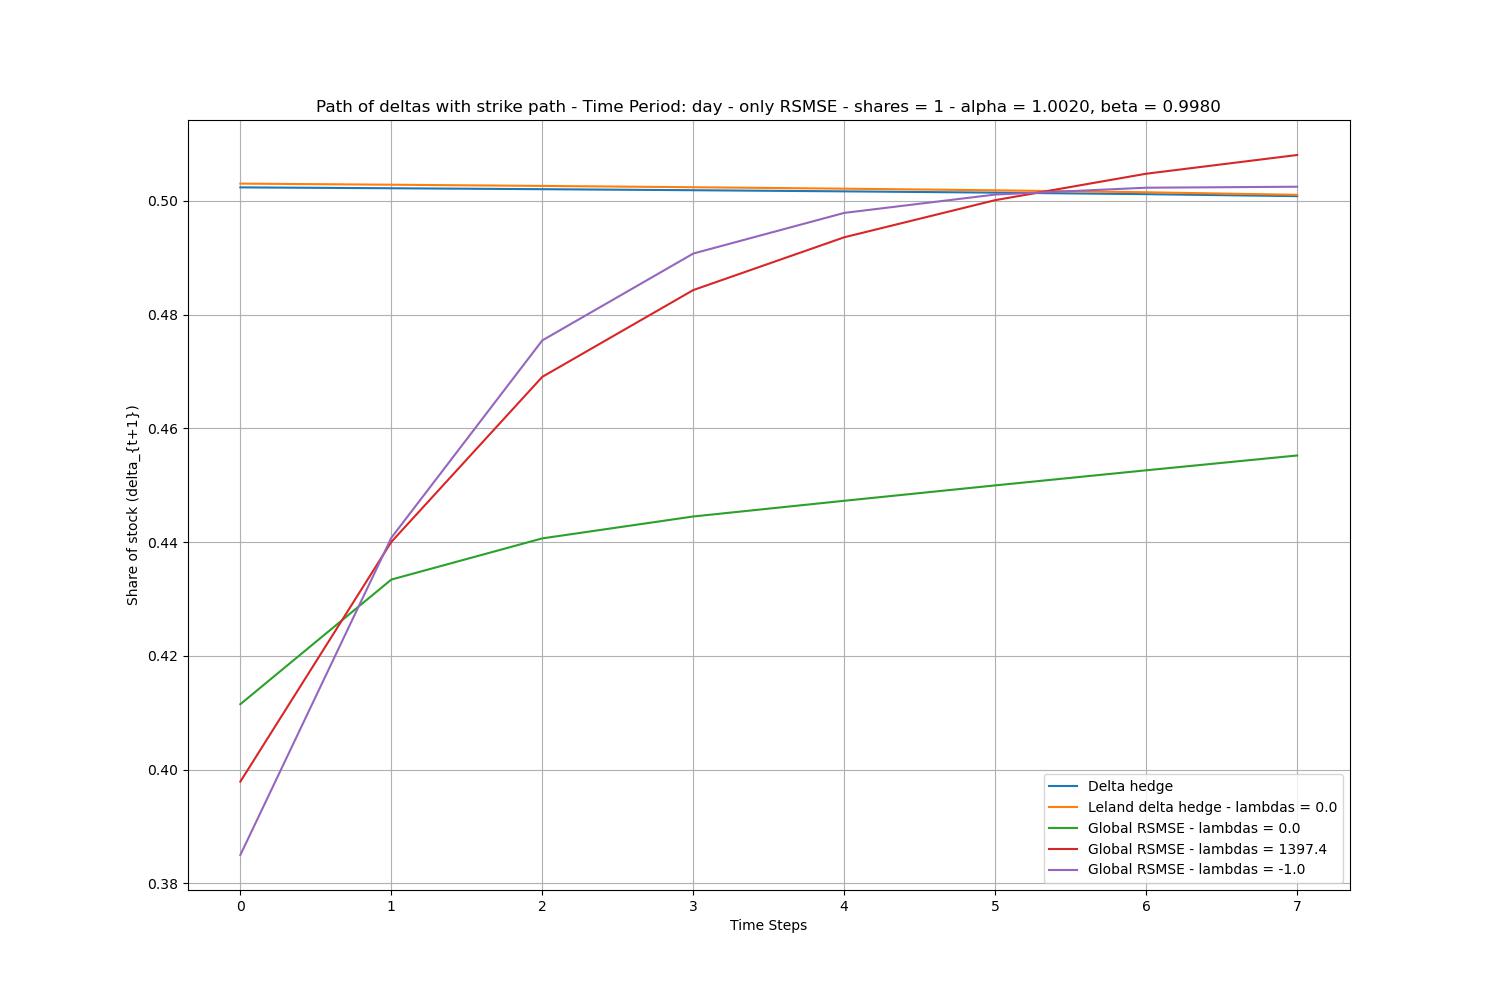 Path of deltas with strike path - Time Period: day - only RSMSE - shares = 1 - alpha = 1.0020, beta = 0.9980
Share of stock (delta_{t+1})
0.50
0.48
0.46
0.44
0.42
0.40
0.38
0 1 2 3 4 5 6 7
Time Steps
Delta hedge
Leland delta hedge - lambdas = 0.0
Global RSMSE - lambdas = 0.0
Global RSMSE - lambdas = 1397.4
Global RSMSE - lambdas = -1.0